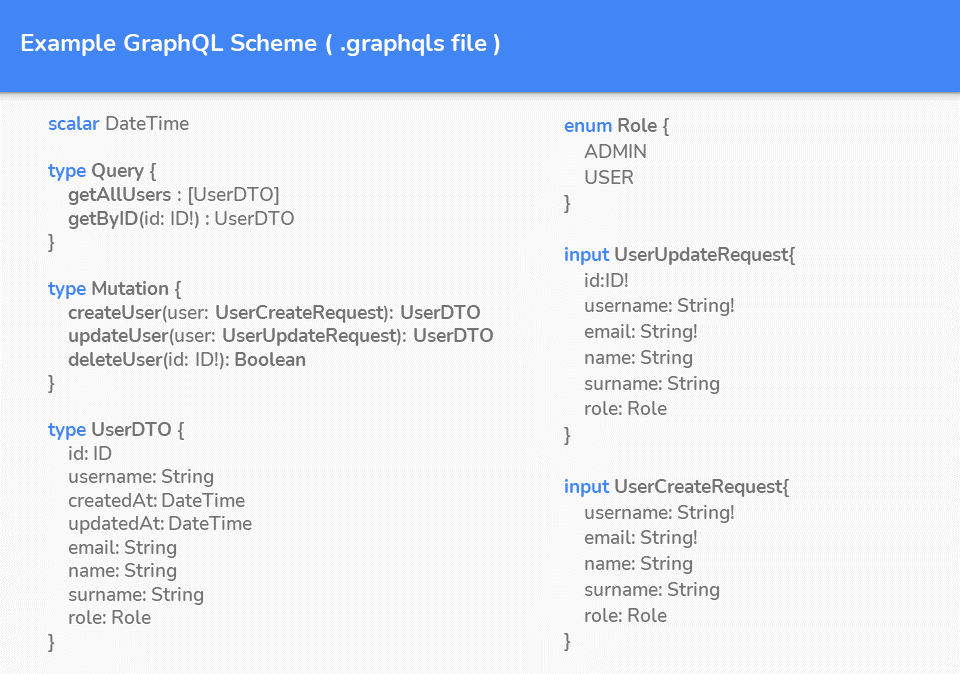 Example GraphQL Scheme ( .graphqls file )
scalar DateTime
type Query {
getAllUsers : [UserDTO]
getByID(id: ID!) : UserDTO
}
type Mutation {
createUser(user: UserCreateRequest): UserDTO
updateUser(user: UserUpdateRequest): UserDTO
deleteUser(id: ID!): Boolean
}
type UserDTO {
id: ID
username: String
createdAt: DateTime
updatedAt: DateTime
email: String
name: String
surname: String
role: Role
}
enum Role {
ADMIN
USER
}
input UserUpdateRequest{
id:ID!
username: String!
email: String!
name: String
surname: String
role: Role
}
input UserCreateRequest{
username: String!
email: String!
name: String
surname: String
role: Role
}